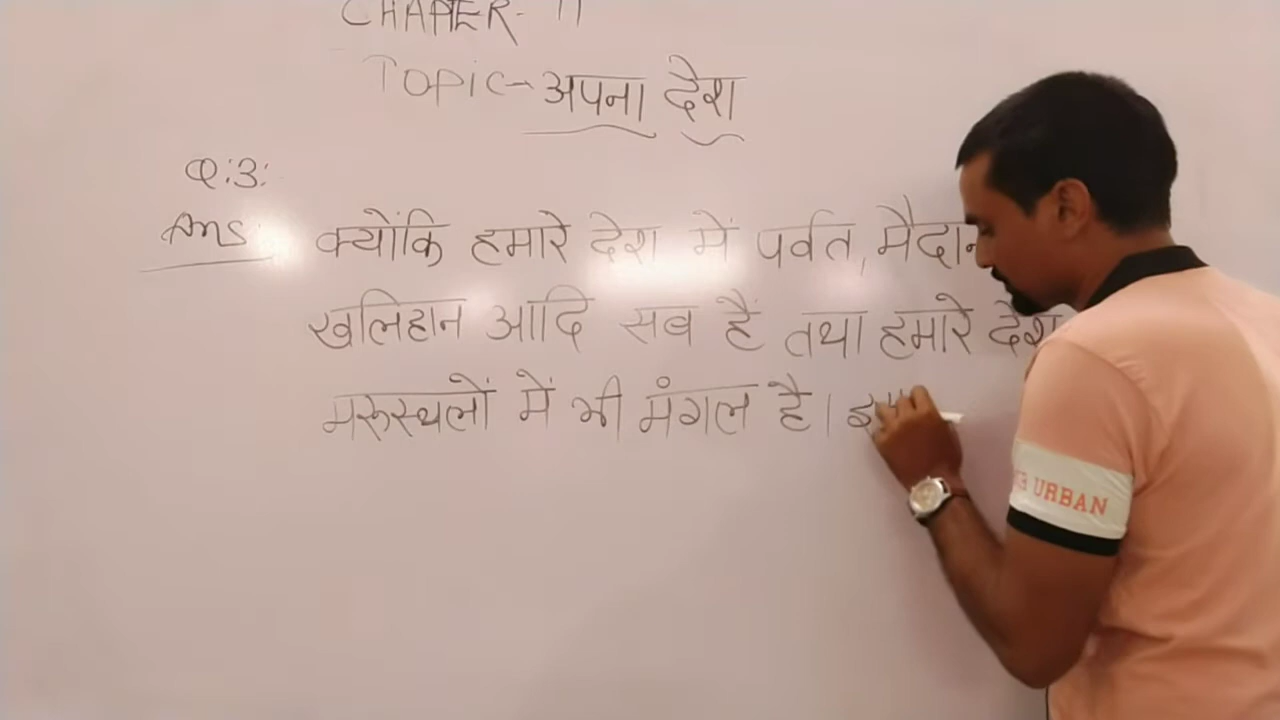 CHAPTER- 11
Topic- अपना देश
Q:3:
Ans: क्योंकि हमारे देश में पर्वत, मैदान
खलिहान आदि सब हैं तथा हमारे देश
मरुस्थलों में भी मंगल है।
URBAN